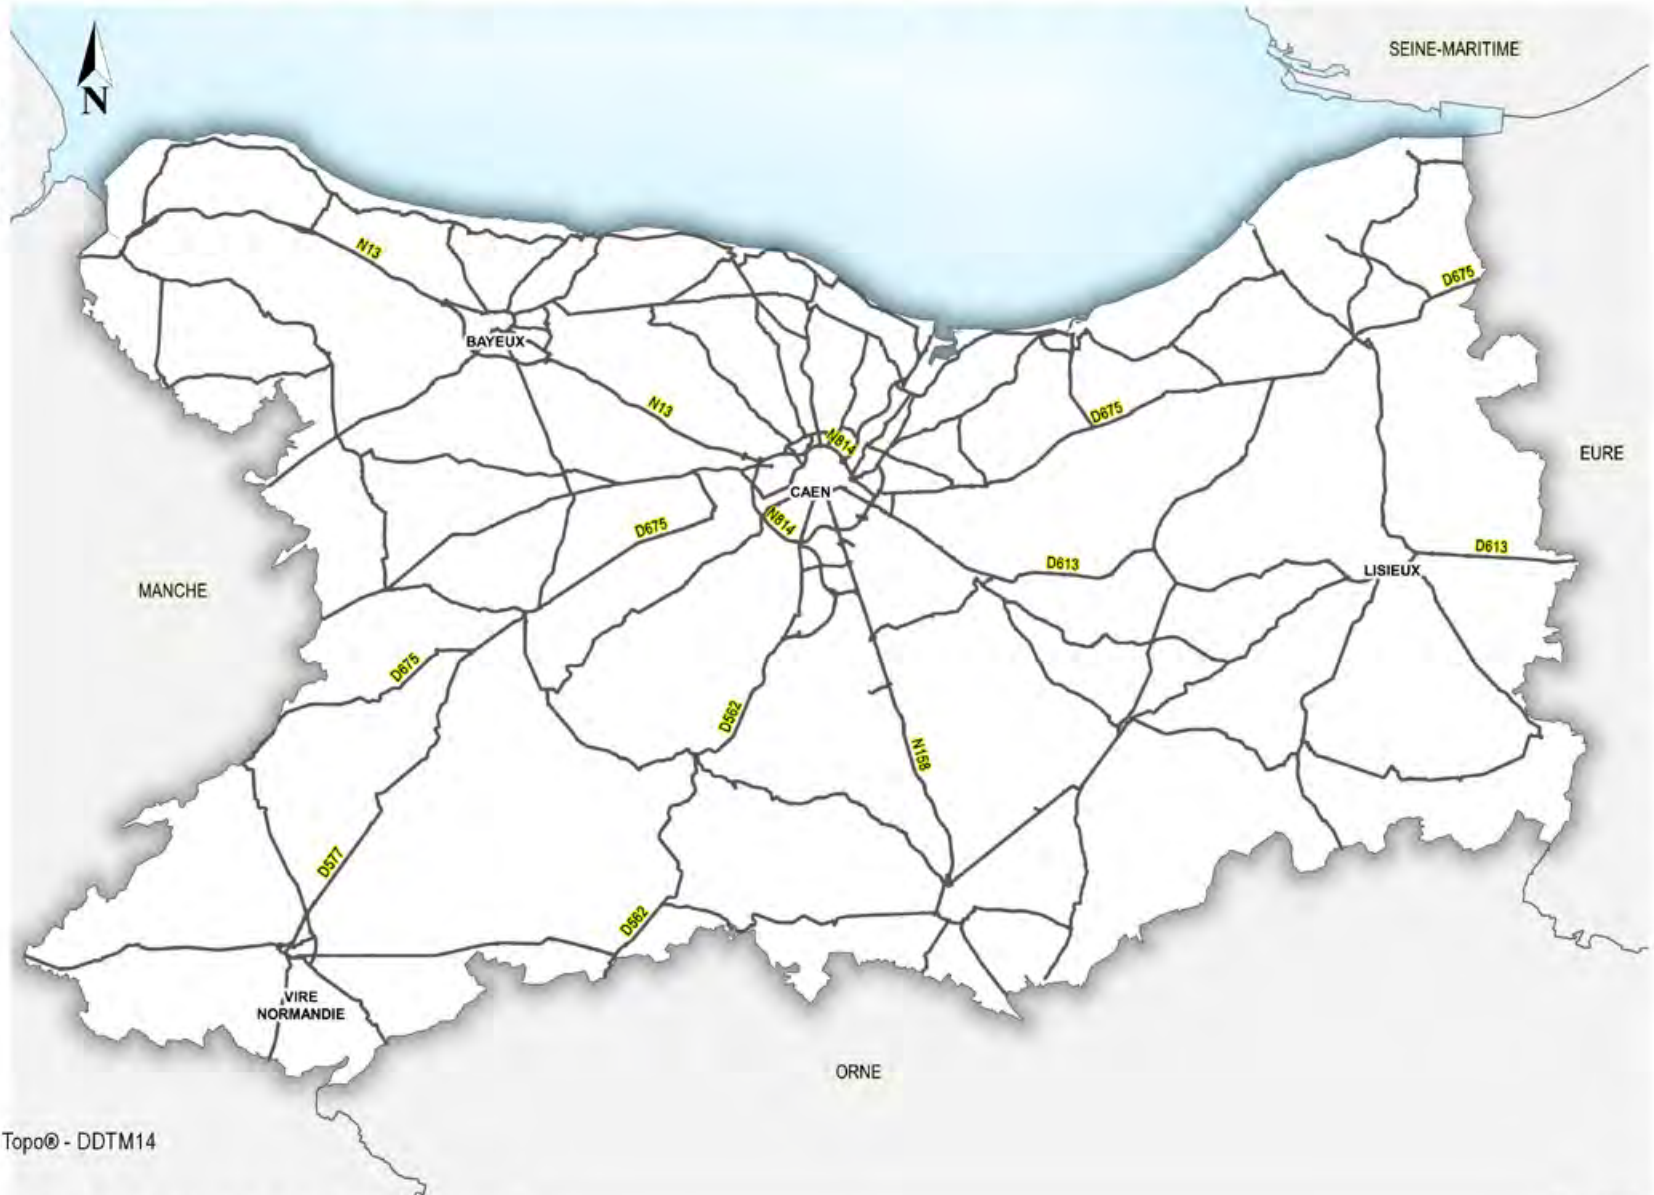 SEINE-MARITIME
N
N13
D675
BAYEUX
N13
D675
N814
EURE
CAEN
N814
D675
D613
D613
LISIEUX
MANCHE
D675
D562
N158
D577
D562
VIRE
NORMANDIE
ORNE
Topo® - DDTM14